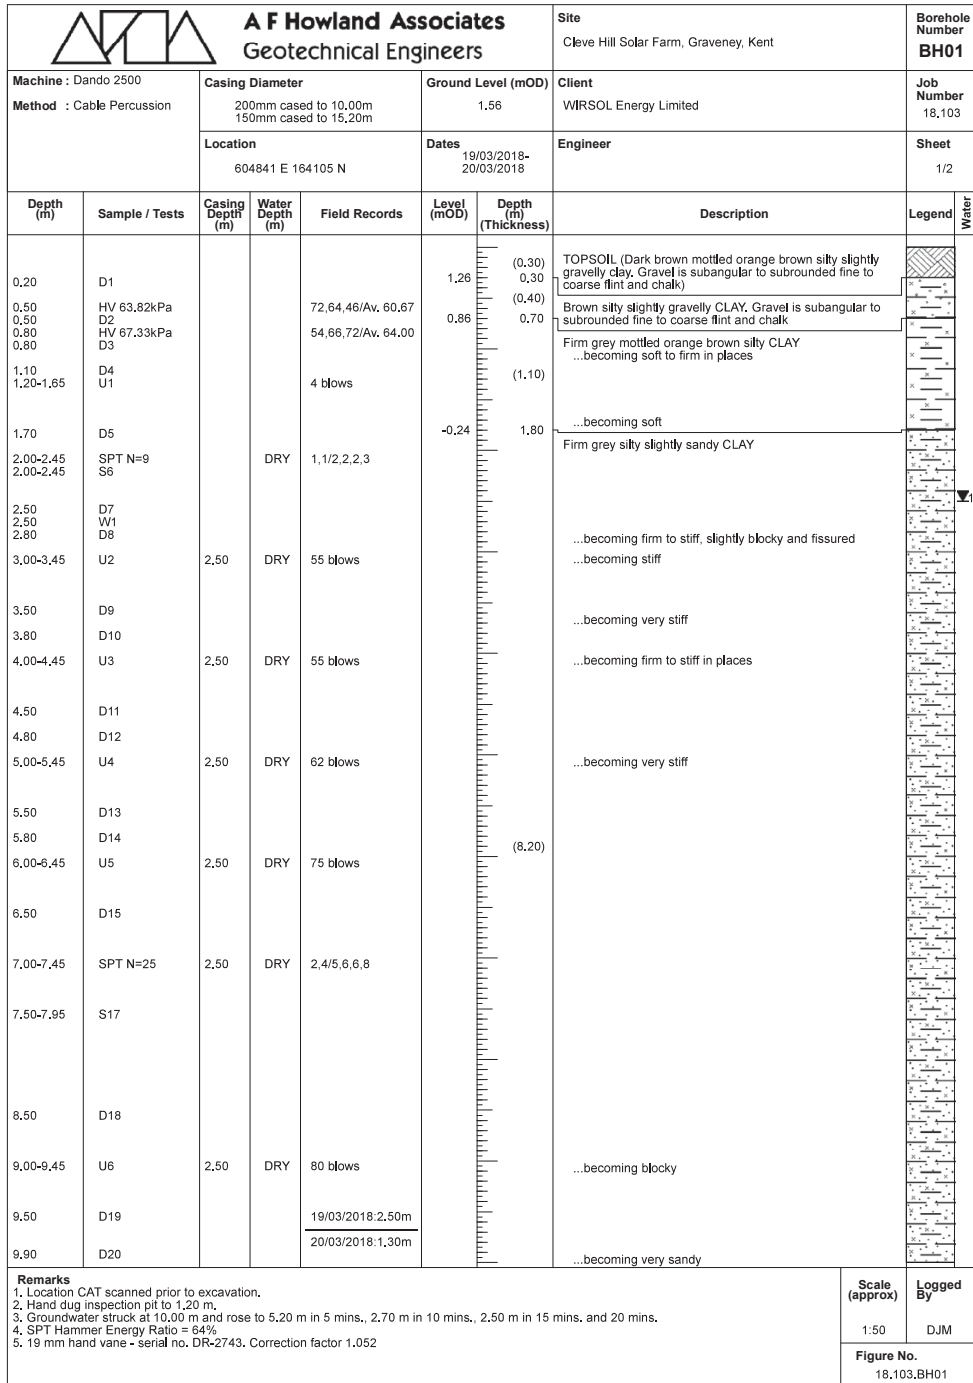 A F Howland Associates
Geotechnical Engineers
Site
Cleve Hill Solar Farm, Graveney, Kent
Borehole
Number
BH01
Machine : Dando 2500
Method : Cable Percussion
Casing Diameter
200mm cased to 10.00m
150mm cased to 15.20m
Ground Level (mOD)
1.56
Client
WIRSOL Energy Limited
Job
Number
18.103
Location
604841 E 164105 N
Dates
19/03/2018-
20/03/2018
Engineer
Sheet
1/2
Depth (m) Sample / Tests Casing Depth (m) Water Depth (m) Field Records Level (mOD) Depth (m) (Thickness) Description Legend Water
(0.30) TOPSOIL (Dark brown mottled orange brown silty slightly
gravelly clay. Gravel is subangular to subrounded fine to
coarse flint and chalk)
0.20 D1 1.26 0.30
(0.40)
0.50 HV 63.82kPa 72,64,46/Av. 60.67 Brown silty slightly gravelly CLAY. Gravel is subangular to
0.50 D2 0.86 0.70 subrounded fine to coarse flint and chalk
0.80 HV 67.33kPa 54,66,72/Av. 64.00
0.80 D3 Firm grey mottled orange brown silty CLAY
...becoming soft to firm in places
1.10 D4 (1.10)
1.20-1.65 U1 4 blows
...becoming soft
1.70 D5 -0.24 1.80
Firm grey silty slightly sandy CLAY
2.00-2.45 SPT N=9 DRY 1,1/2,2,2,3
2.00-2.45 S6
1
2.50 D7
2.50 W1
2.80 D8 ...becoming firm to stiff, slightly blocky and fissured
3.00-3.45 U2 2.50 DRY 55 blows ...becoming stiff
3.50 D9
...becoming very stiff
3.80 D10
4.00-4.45 U3 2.50 DRY 55 blows ...becoming firm to stiff in places
4.50 D11
4.80 D12
5.00-5.45 U4 2.50 DRY 62 blows ...becoming very stiff
5.50 D13
5.80 D14
(8.20)
6.00-6.45 U5 2.50 DRY 75 blows
6.50 D15
7.00-7.45 SPT N=25 2.50 DRY 2,4/5,6,6,8
7.50-7.95 S17
8.50 D18
9.00-9.45 U6 2.50 DRY 80 blows ...becoming blocky
9.50 D19 19/03/2018:2.50m
20/03/2018:1.30m
9.90 D20 ...becoming very sandy
Remarks
1. Location CAT scanned prior to excavation.
2. Hand dug inspection pit to 1.20 m.
3. Groundwater struck at 10.00 m and rose to 5.20 m in 5 mins., 2.70 m in 10 mins., 2.50 m in 15 mins. and 20 mins.
4. SPT Hammer Energy Ratio = 64%
5. 19 mm hand vane - serial no. DR-2743. Correction factor 1.052
Scale
(approx)
1:50
Logged
By
DJM
Figure No.
18.103.BH01